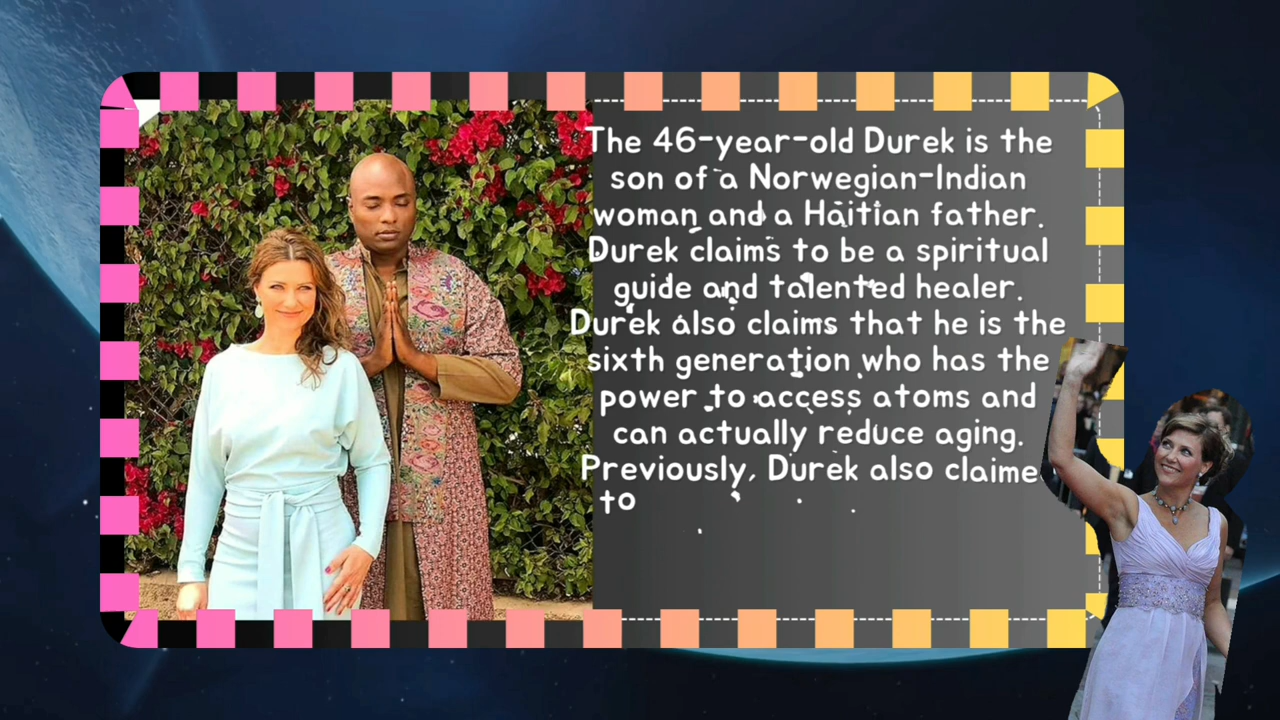 The 46-year-old Durek is the
son of a Norwegian-Indian
woman and a Haitian father.
Durek claims to be a spiritual
guide and talented healer.
Durek also claims that he is the
sixth generation who has the
power to access atoms and
can actually reduce aging.
Previously, Durek also claime
to